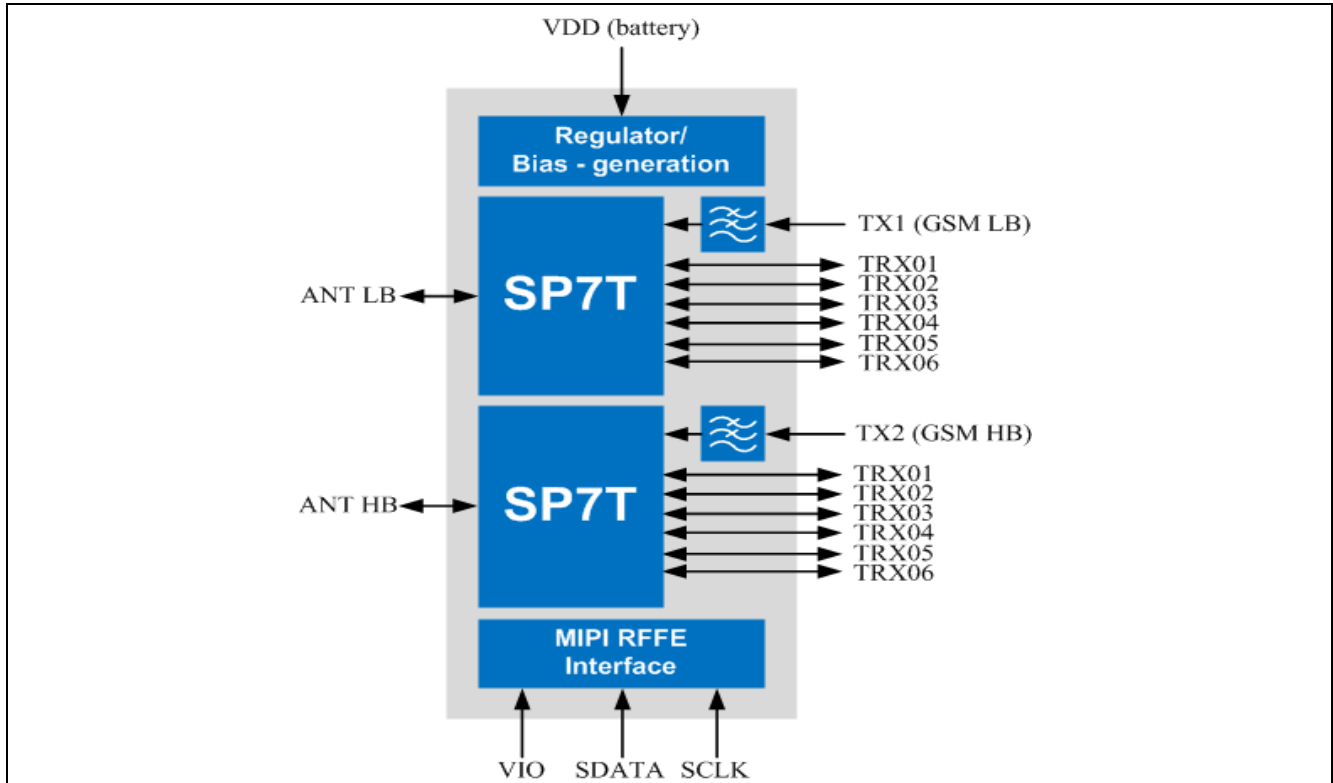 VDD (battery)
Regulator/
Bias - generation
TX1 (GSM LB)
SP7T
TRX01
TRX02
TRX03
TRX04
TRX05
TRX06
ANT LB
TX2 (GSM HB)
SP7T
TRX01
TRX02
TRX03
TRX04
TRX05
TRX06
ANT HB
MIPI RFFE
Interface
VIO SDATA SCLK